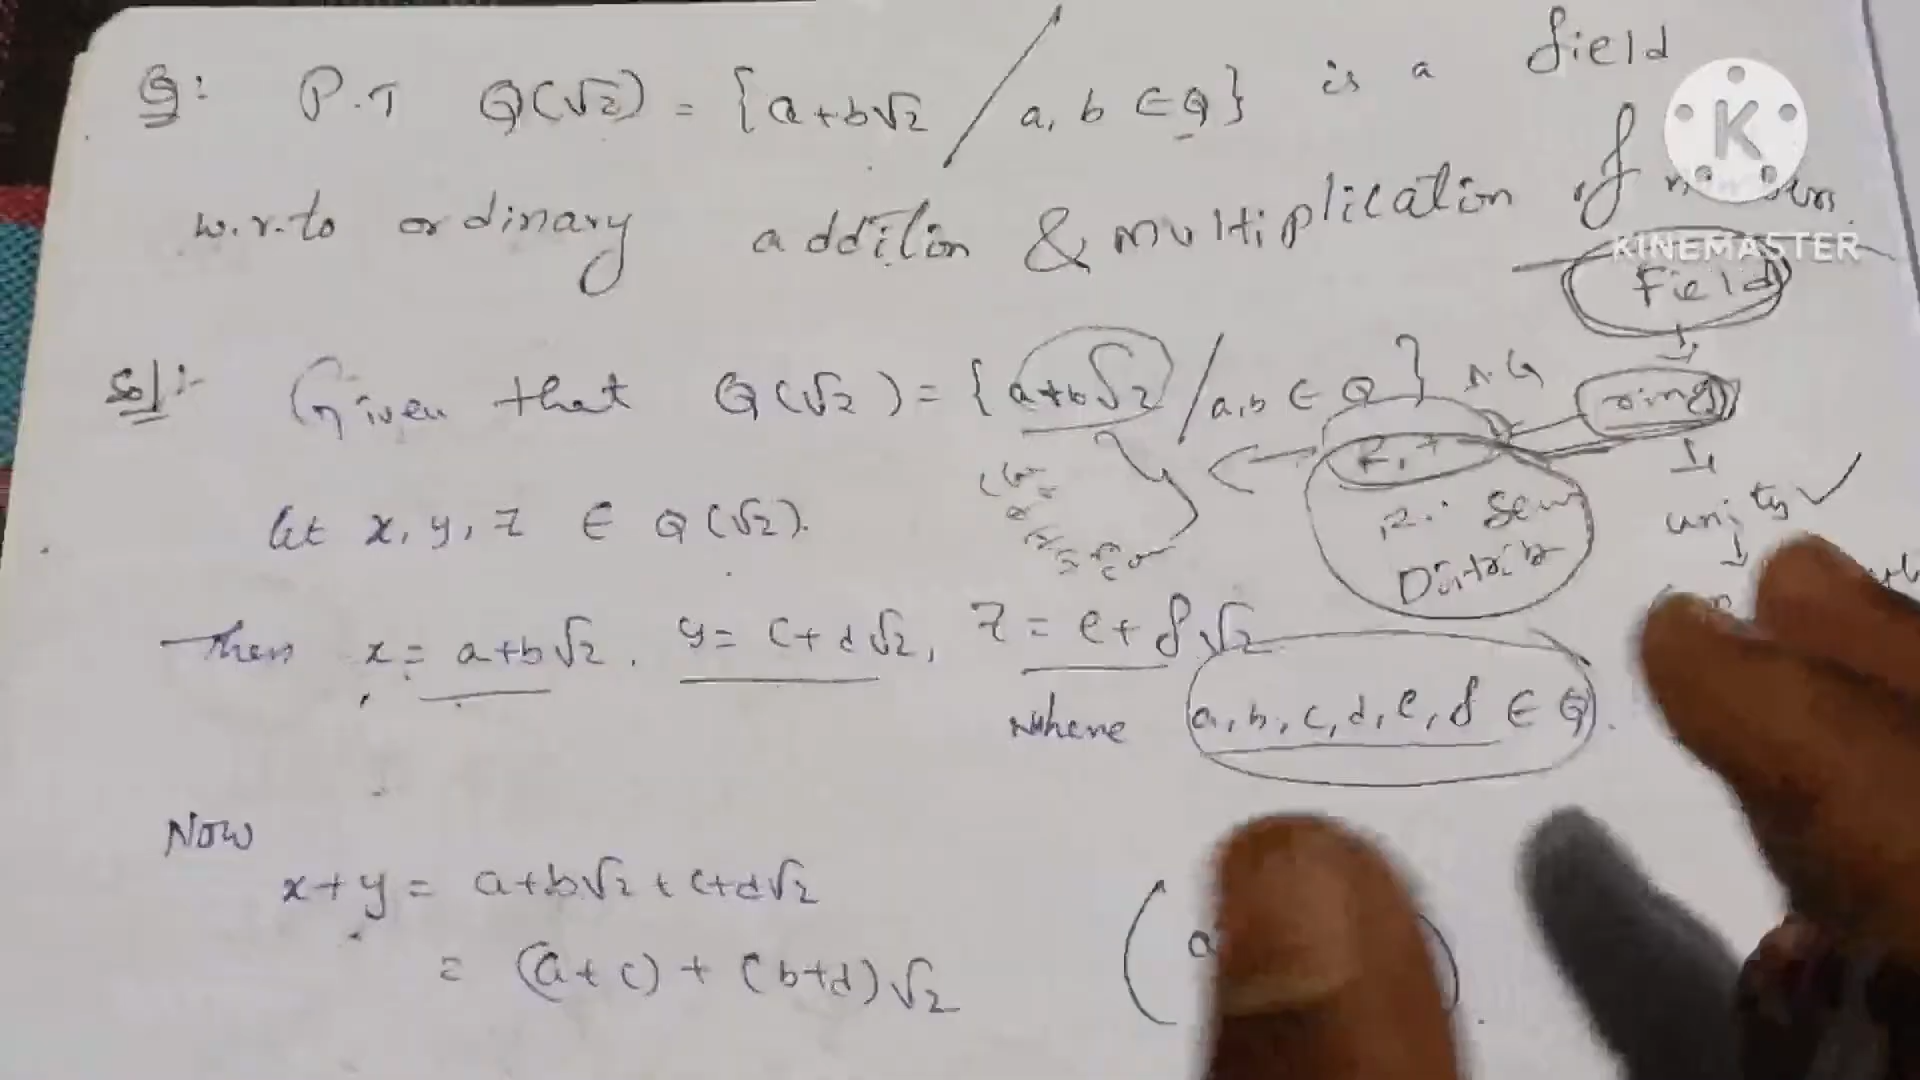 Q: P.T Q(√2) = {a+b√2 / a, b ∈ Q} is a field
w.r.to ordinary addition & multiplication of numbers.
K
KINEMASTER
Field
Sol:- Given that Q(√2) = {a+b√2 / a,b ∈ Q}
ring
R, +
unity ✓
let x, y, z ∈ Q(√2).
Then x = a+b√2, y = c+d√2, z = e+f√2
where a, b, c, d, e, f ∈ Q.
Now
x+y = a+b√2 + c+d√2
= (a+c) + (b+d)√2
(a